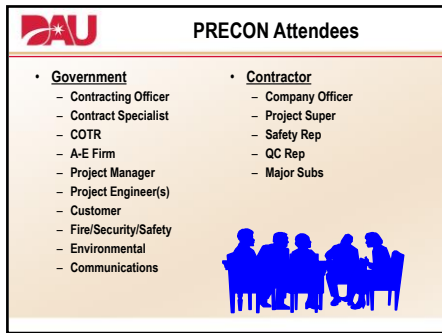 DAU
PRECON Attendees
• Government
– Contracting Officer
– Contract Specialist
– COTR
– A-E Firm
– Project Manager
– Project Engineer(s)
– Customer
– Fire/Security/Safety
– Environmental
– Communications
• Contractor
– Company Officer
– Project Super
– Safety Rep
– QC Rep
– Major Subs